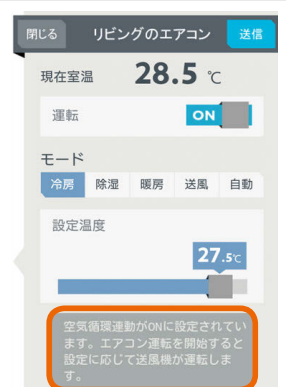 閉じる リビングのエアコン 送信
現在室温 28.5 ℃
運転 ON
モード
冷房 除湿 暖房 送風 自動
設定温度
27.5℃
空気循環連動がONに設定されてい
ます。エアコン運転を開始すると
設定に応じて送風機が運転しま
す。